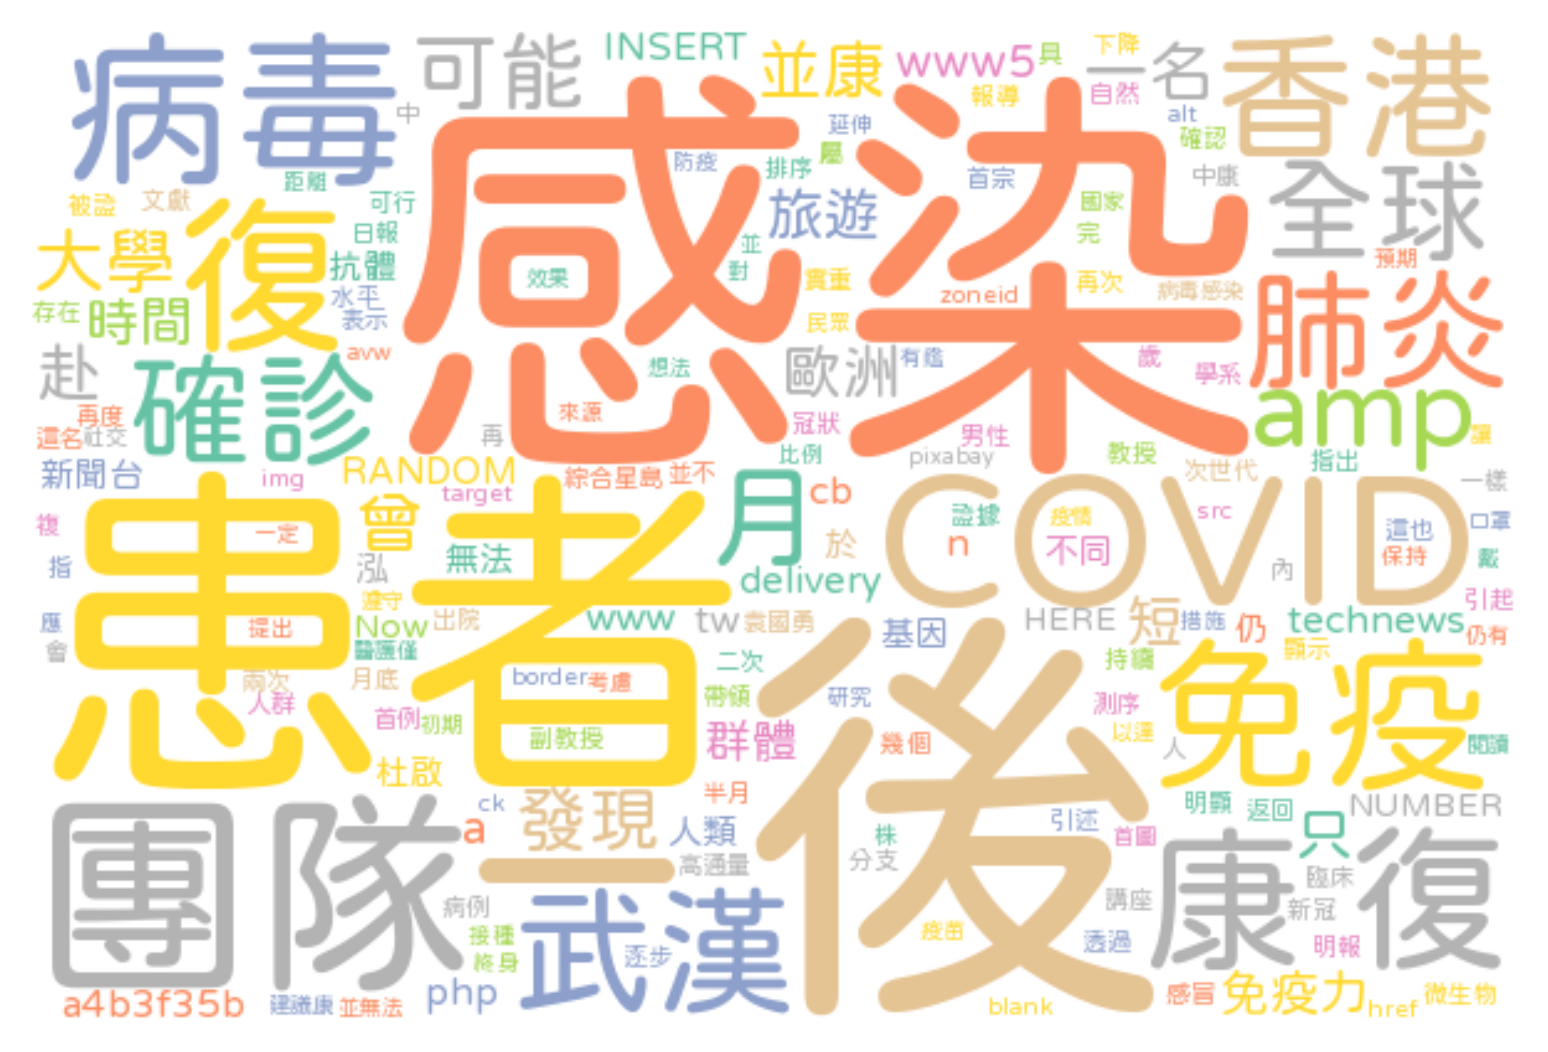 病毒 可能 INSERT 並康 www5 具 下降 一名 香港
中 感染 報導 自然 alt
延伸 確認
距離 防疫 排序 屬 首宗 中康 全球
被證 文獻 可行 旅遊 國家
大學 復 日報 並 完 預期
抗體 效果 對 實重 再次 病毒感染
存在 時間 水平 zoneid 肺炎
表示 民眾
赴 確診 avw 想法 歐洲 有鑑 歲 學系
再度 來源 冠狀 amp
這名 社交 再 男性 讓
新聞台 RANDOM 綜合星島 並不 比例 pixabay 教授 次世代 指出 一樣
img target 月 cb COVID
複 患者 一定 曾 證據 疫情 src 這也 口罩
指 泓 無法 於 n 不同 內 保持 戴
遵守 delivery 引起
應 提出 Now 出院 www tw 袁國勇 基因 HERE 短 措施 仍 technews 仍有
會 醫護僅 後
兩次 月底 border 考慮 二次 持續 免疫 顯示
人群 首例 初期 帶領 研究 測序
副教授 群體 幾個 以達 人 閱讀
杜啟
團隊 ck 發現 半月 明顯 返回 NUMBER
a 人類 株 引述 首圖 只
一 高通量 分支 康復 臨床
病例 武漢 講座 新冠
接種 疫苗 透過 明報
終身 逐步
a4b3f35b 建議康 並無法 php blank 感冒 免疫力 href 微生物